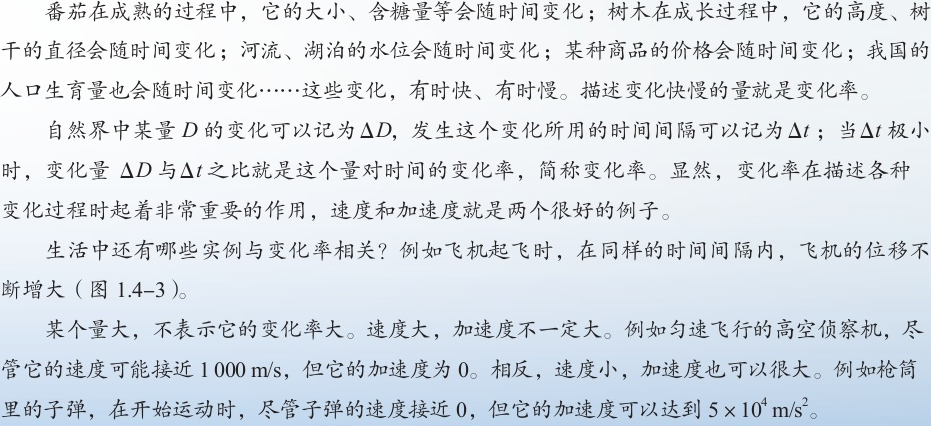 番茄在成熟的过程中，它的大小、含糖量等会随时间变化；树木在成长过程中，它的高度、树
干的直径会随时间变化；河流、湖泊的水位会随时间变化；某种商品的价格会随时间变化；我国的
人口生育量也会随时间变化……这些变化，有时快、有时慢。描述变化快慢的量就是变化率。
自然界中某量 D 的变化可以记为 ΔD，发生这个变化所用的时间间隔可以记为 Δt ；当 Δt 极小
时，变化量 ΔD 与 Δt 之比就是这个量对时间的变化率，简称变化率。显然，变化率在描述各种
变化过程时起着非常重要的作用，速度和加速度就是两个很好的例子。
生活中还有哪些实例与变化率相关？例如飞机起飞时，在同样的时间间隔内，飞机的位移不
断增大（图 1.4–3）。
某个量大，不表示它的变化率大。速度大，加速度不一定大。例如匀速飞行的高空侦察机，尽
管它的速度可能接近 1 000 m/s，但它的加速度为 0。相反，速度小，加速度也可以很大。例如枪筒
里的子弹，在开始运动时，尽管子弹的速度接近 0，但它的加速度可以达到 5 × 10⁴ m/s²。